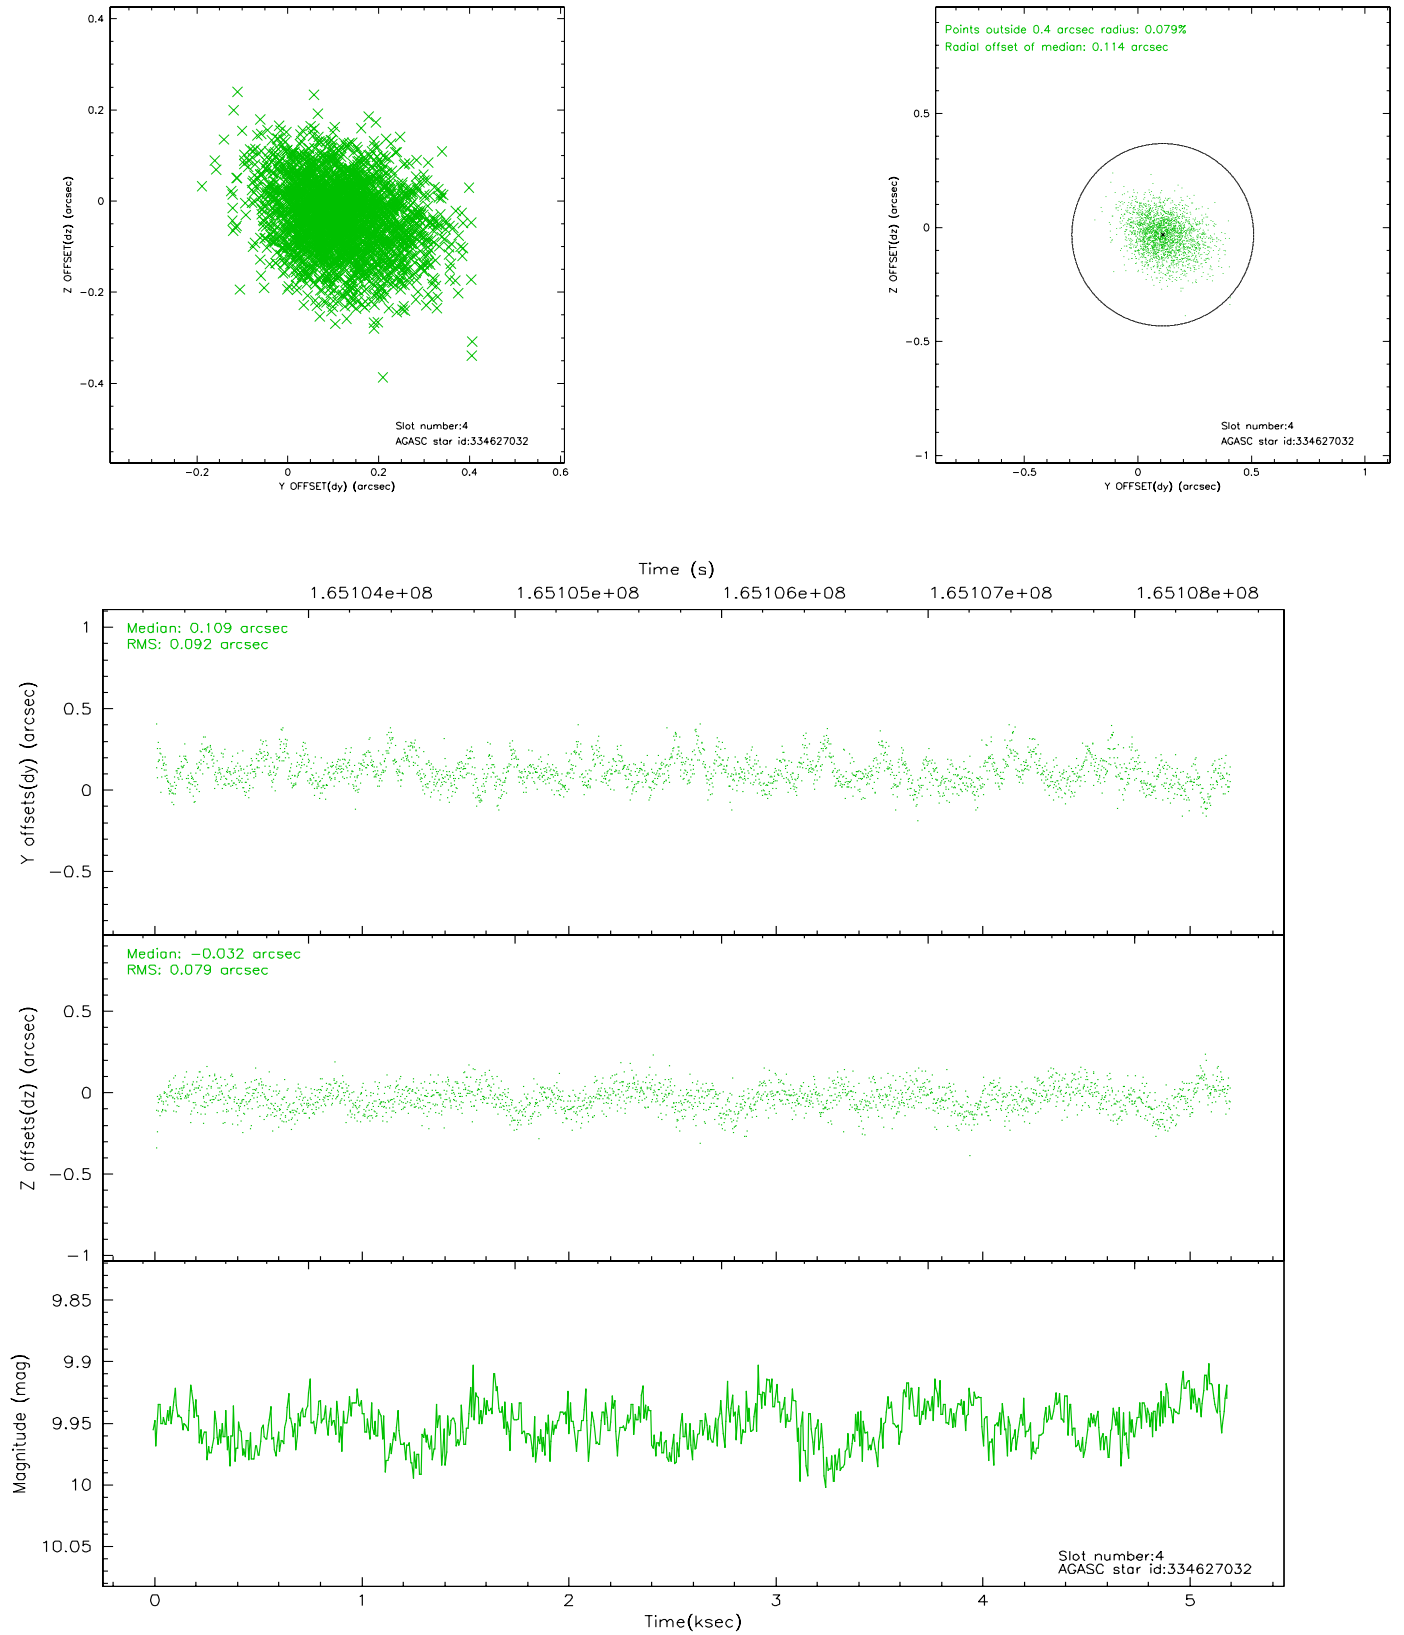 0.4
0.2
0
−0.2
−0.4
Z OFFSET(dz) (arcsec)
Slot number:4
AGASC star id:334627032
−0.2 0 0.2 0.4 0.6
Y OFFSET(dy) (arcsec)
Points outside 0.4 arcsec radius: 0.079%
Radial offset of median: 0.114 arcsec
0.5
0
−0.5
−1
Z OFFSET(dz) (arcsec)
Slot number:4
AGASC star id:334627032
−0.5 0 0.5 1
Y OFFSET(dy) (arcsec)
Time (s)
1.65104e+08 1.65105e+08 1.65106e+08 1.65107e+08 1.65108e+08
Median: 0.109 arcsec
RMS: 0.092 arcsec
1
0.5
0
−0.5
Y offsets(dy) (arcsec)
Median: −0.032 arcsec
RMS: 0.079 arcsec
0.5
0
−0.5
−1
Z offsets(dz) (arcsec)
9.85
9.9
9.95
10
10.05
Magnitude (mag)
Slot number:4
AGASC star id:334627032
0 1 2 3 4 5
Time(ksec)